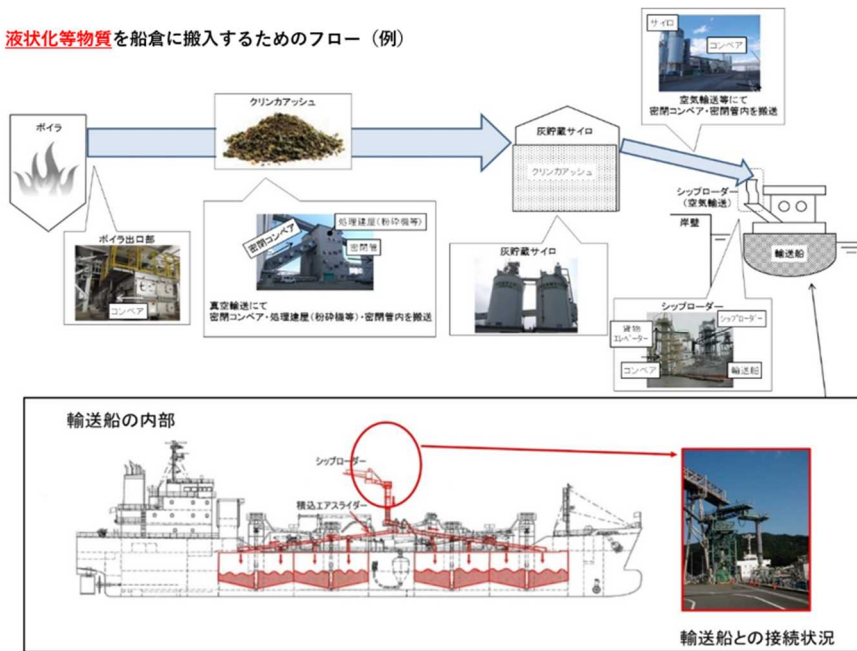 液状化等物質を船倉に搬入するためのフロー（例）
サイロ
コンベア
空気輸送等にて
密閉コンベア・密閉管内を搬送
クリンカアッシュ
ボイラ
灰貯蔵サイロ
クリンカアッシュ
シップローダー
（空気輸送）
岸壁
輸送船
ボイラ出口部
コンベア
密閉コンベア
処理建屋(粉砕機等)
密閉管
真空輸送にて
密閉コンベア・処理建屋(粉砕機等)・密閉管内を搬送
灰貯蔵サイロ
シップローダー
シップローダー
貨物
エレベーター
コンベア
輸送船
輸送船の内部
シップローダー
積込エアスライダー
輸送船との接続状況